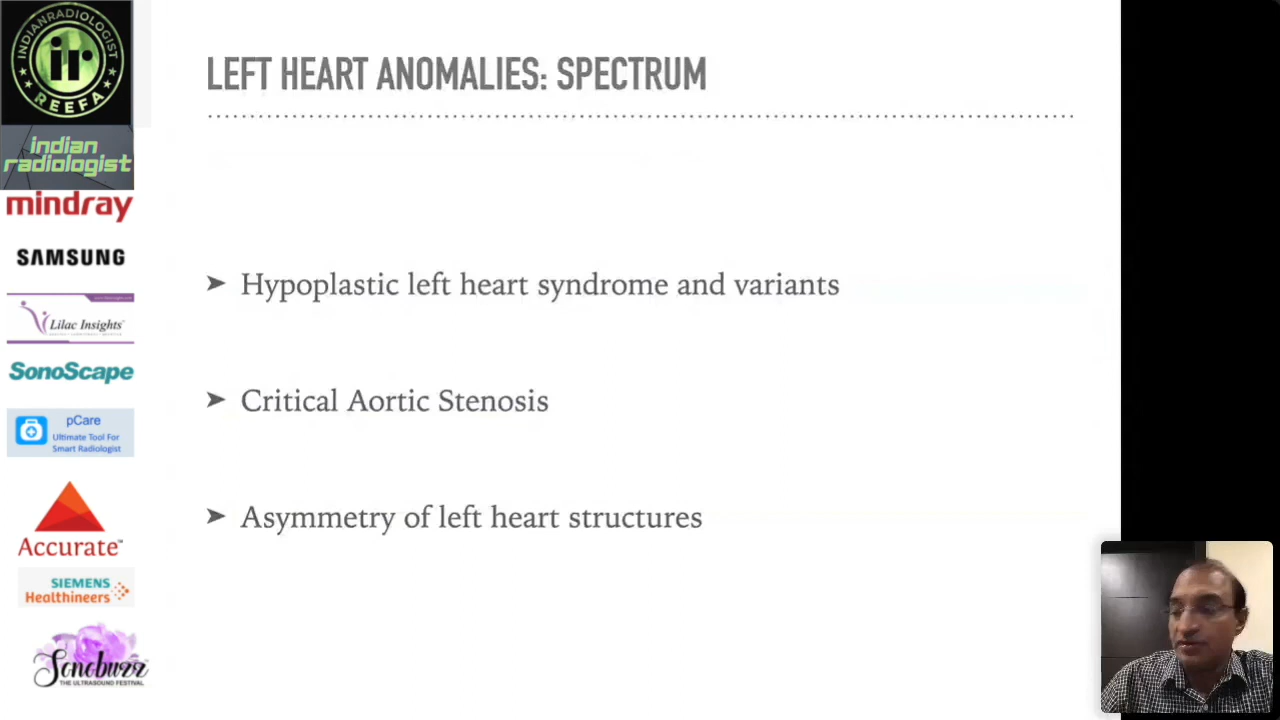 INDIANRADIOLOGIST
ir
REEFA
indian
radiologist
mindray
SAMSUNG
Lilac Insights
SonoScape
pCare
Ultimate Tool For
Smart Radiologist
Accurate™
SIEMENS
Healthineers
Sonobuzz
THE ULTRASOUND FESTIVAL
LEFT HEART ANOMALIES: SPECTRUM
➤ Hypoplastic left heart syndrome and variants
➤ Critical Aortic Stenosis
➤ Asymmetry of left heart structures